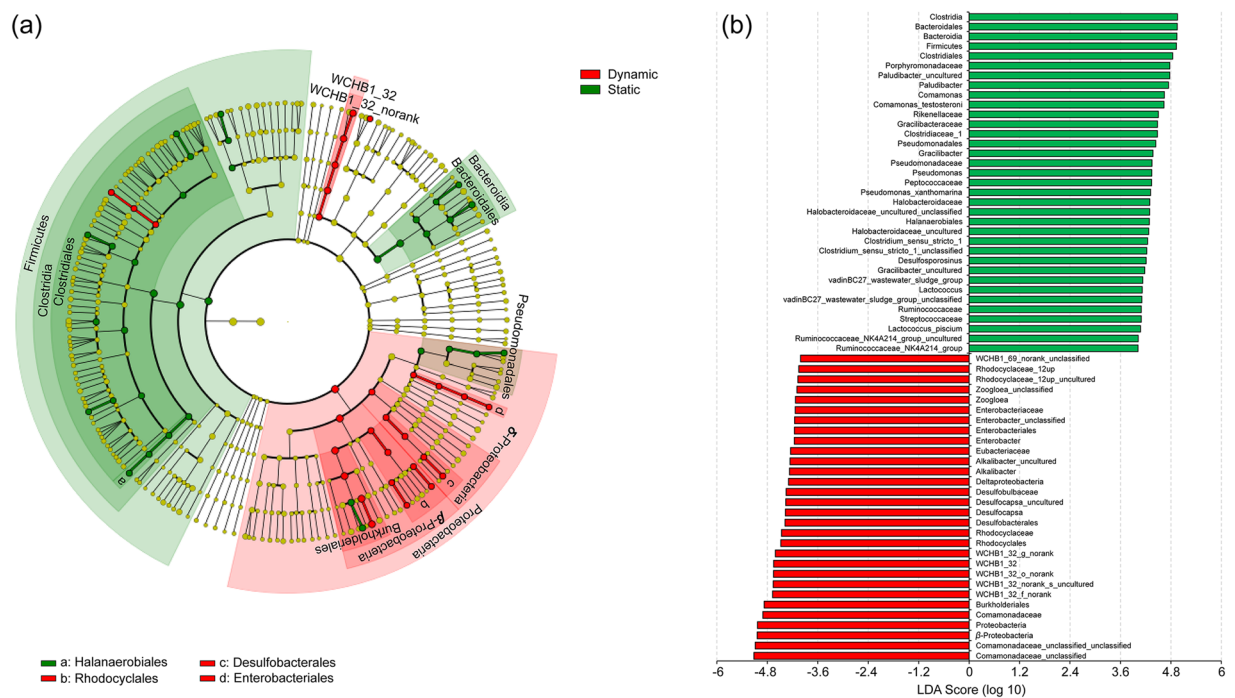 (a)
WCHB1_32
WCHB1_32_norank
Bacteroidia
Bacteroidales
Firmicutes
Clostridia
Clostridiales
Pseudomonadales
d
δ-Proteobacteria
c
Proteobacteria
b
β-Proteobacteria
Burkholderiales
a
Dynamic
Static
a: Halanaerobiales
b: Rhodocyclales
c: Desulfobacterales
d: Enterobacteriales
(b)
Clostridia
Bacteroidales
Bacteroidia
Firmicutes
Clostridiales
Porphyromonadaceae
Paludibacter_uncultured
Paludibacter
Comamonas
Comamonas_testosteroni
Rikenellaceae
Gracilibacteraceae
Clostridiaceae_1
Pseudomonadales
Gracilibacter
Pseudomonadaceae
Pseudomonas
Peptococcaceae
Pseudomonas_xanthomarina
Halobacteroidaceae
Halobacteroidaceae_uncultured_unclassified
Halanaerobiales
Halobacteroidaceae_uncultured
Clostridium_sensu_stricto_1
Clostridium_sensu_stricto_1_unclassified
Desulfosporosinus
Gracilibacter_uncultured
vadinBC27_wastewater_sludge_group
Lactococcus
vadinBC27_wastewater_sludge_group_unclassified
Ruminococcaceae
Streptococcaceae
Lactococcus_piscium
Ruminococcaceae_NK4A214_group_uncultured
Ruminococcaceae_NK4A214_group
WCHB1_69_norank_unclassified
Rhodocyclaceae_12up
Rhodocyclaceae_12up_uncultured
Zoogloea_unclassified
Zoogloea
Enterobacteriaceae
Enterobacter_unclassified
Enterobacteriales
Enterobacter
Eubacteriaceae
Alkalibacter_uncultured
Alkalibacter
Deltaproteobacteria
Desulfobulbaceae
Desulfocapsa_uncultured
Desulfocapsa
Desulfobacterales
Rhodocyclaceae
Rhodocyclales
WCHB1_32_g_norank
WCHB1_32
WCHB1_32_o_norank
WCHB1_32_norank_s_uncultured
WCHB1_32_f_norank
Burkholderiales
Comamonadaceae
Proteobacteria
β-Proteobacteria
Comamonadaceae_unclassified_unclassified
Comamonadaceae_unclassified
-6 -4.8 -3.6 -2.4 -1.2 0 1.2 2.4 3.6 4.8 6
LDA Score (log 10)